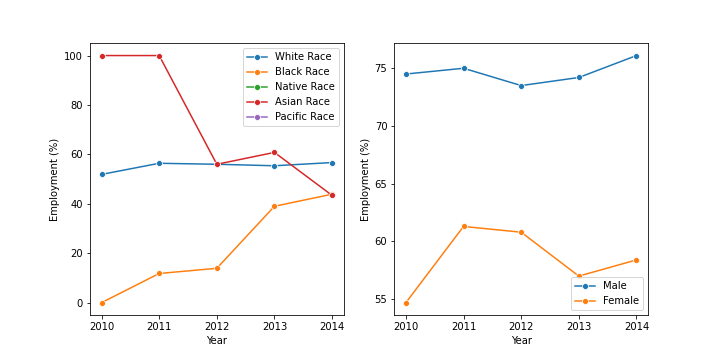 100
80
60
40
20
0
Employment (%)
2010 2011 2012 2013 2014
Year
White Race
Black Race
Native Race
Asian Race
Pacific Race
75
70
65
60
55
Employment (%)
2010 2011 2012 2013 2014
Year
Male
Female